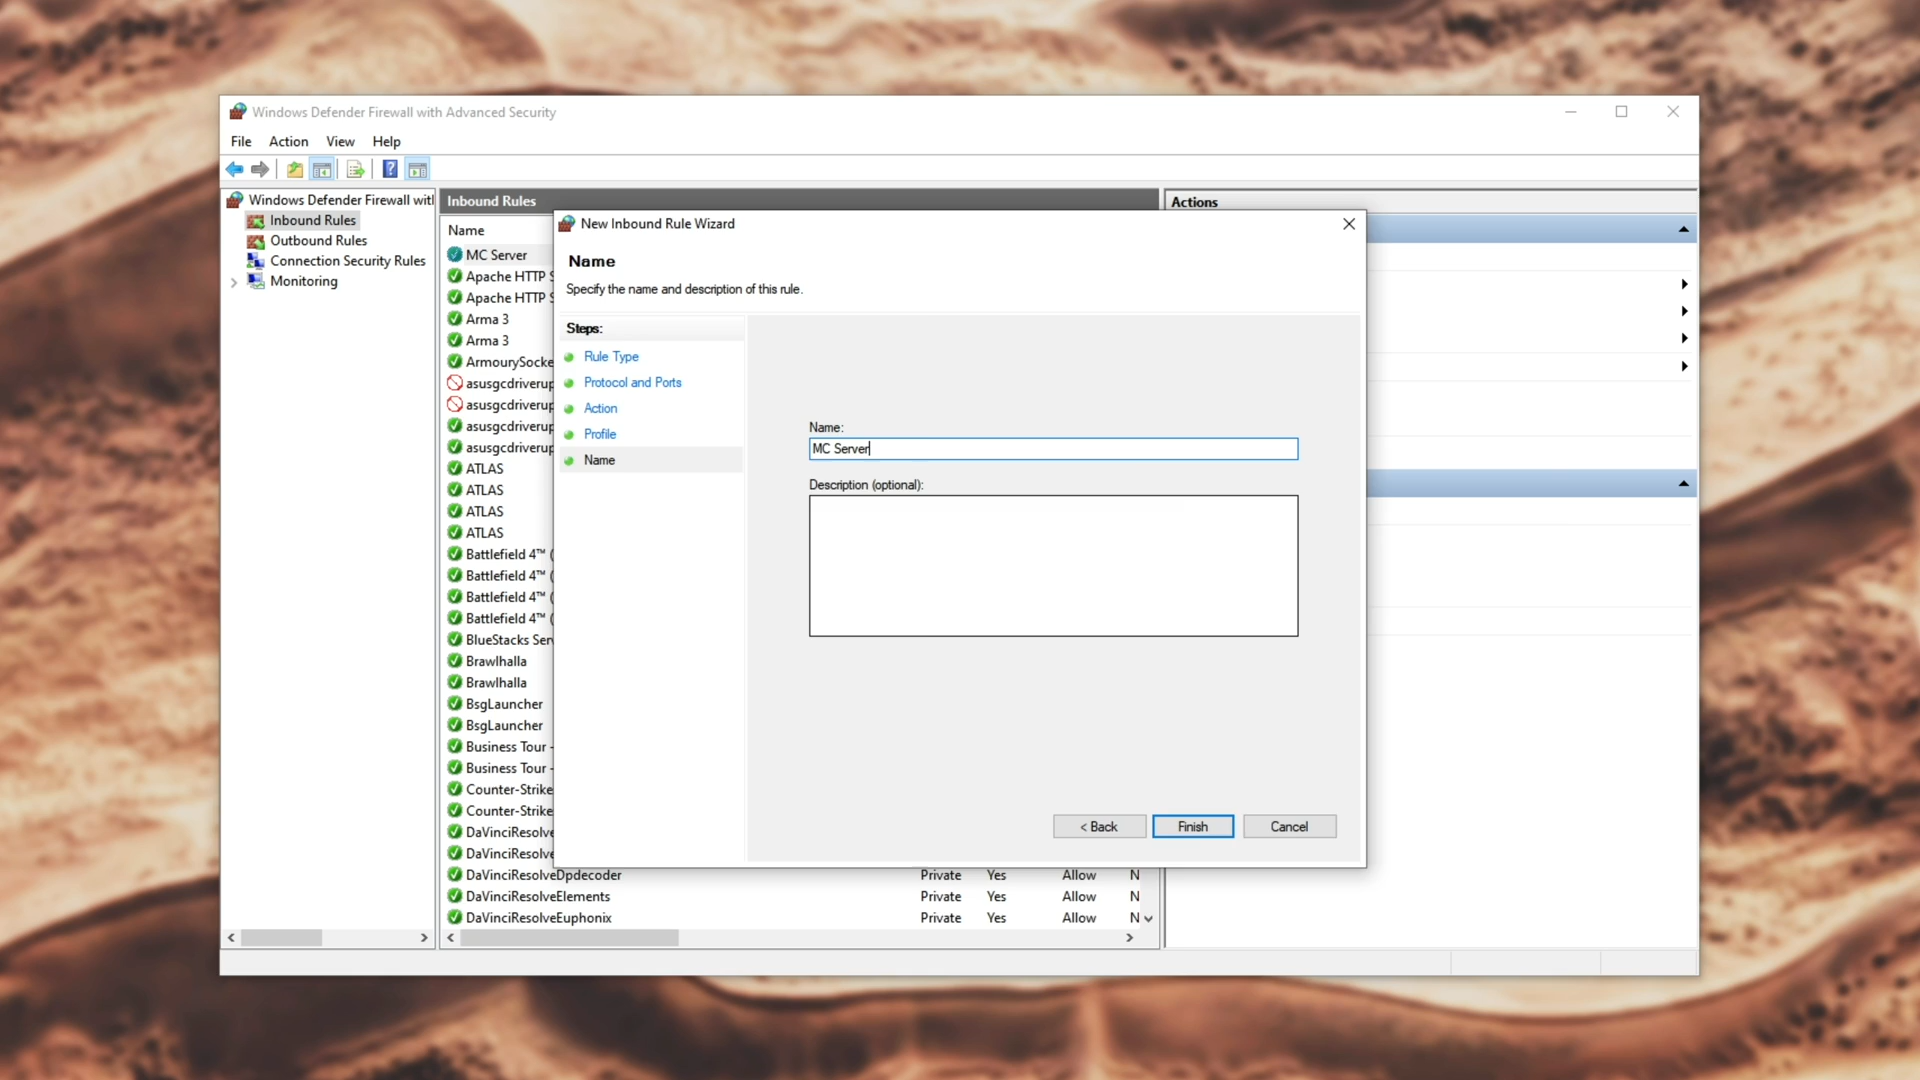 Windows Defender Firewall with Advanced Security
File Action View Help
Windows Defender Firewall wit
Inbound Rules
Outbound Rules
Connection Security Rules
Monitoring
Inbound Rules
Name
MC Server
Apache HTTP S
Apache HTTP S
Arma 3
Arma 3
ArmourySocke
asusgcdriverup
asusgcdriverup
asusgcdriverup
asusgcdriverup
ATLAS
ATLAS
ATLAS
ATLAS
Battlefield 4™ (
Battlefield 4™ (
Battlefield 4™ (
Battlefield 4™ (
BlueStacks Serv
Brawlhalla
Brawlhalla
BsgLauncher
BsgLauncher
Business Tour -
Business Tour -
Counter-Strike
Counter-Strike
DaVinciResolve
DaVinciResolve
DaVinciResolveDpdecoder Private Yes Allow N
DaVinciResolveElements Private Yes Allow N
DaVinciResolveEuphonix Private Yes Allow N
New Inbound Rule Wizard
Name
Specify the name and description of this rule.
Steps:
Rule Type
Protocol and Ports
Action
Profile
Name
Name:
MC Server
Description (optional):
< Back Finish Cancel
Actions